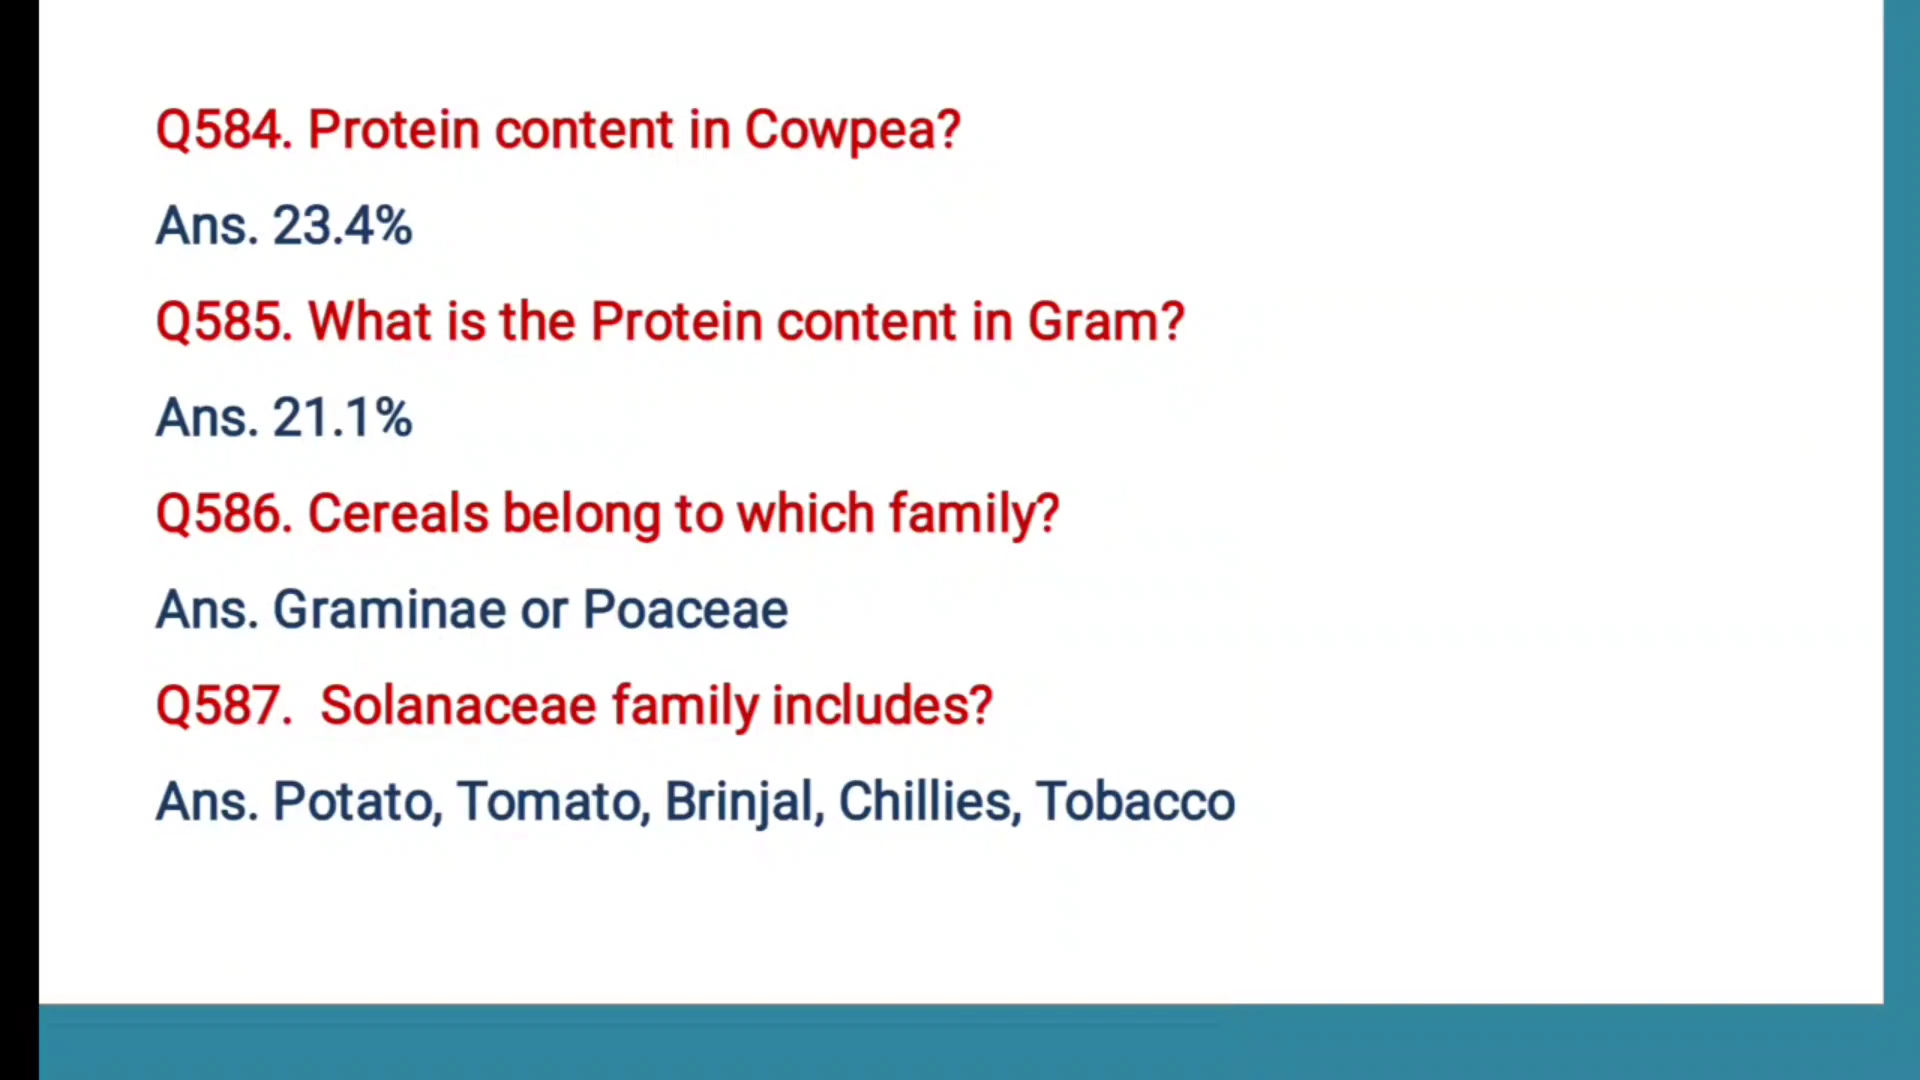 Q584. Protein content in Cowpea?
Ans. 23.4%
Q585. What is the Protein content in Gram?
Ans. 21.1%
Q586. Cereals belong to which family?
Ans. Graminae or Poaceae
Q587. Solanaceae family includes?
Ans. Potato, Tomato, Brinjal, Chillies, Tobacco